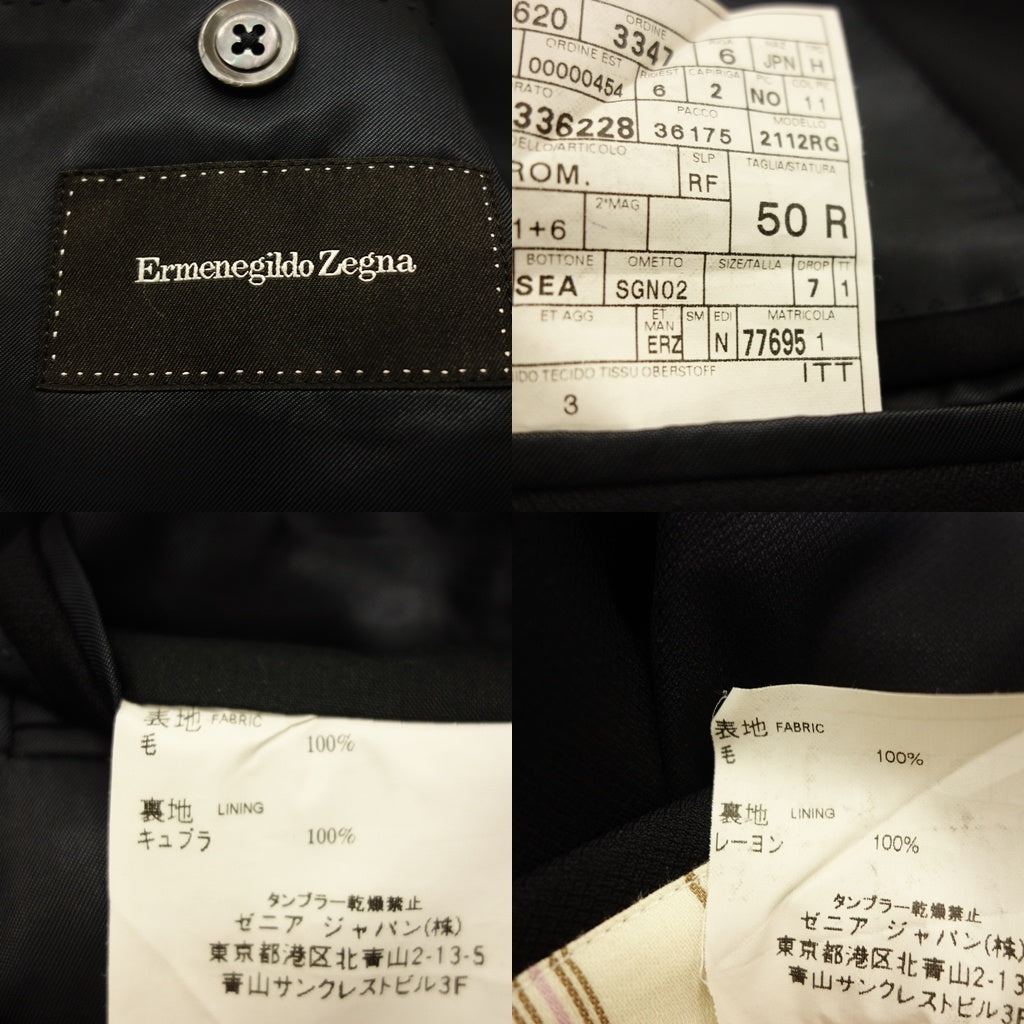 Ermenegildo Zegna
620 ORDINE 3347 6 JPN H
ORDINE EST 00000454 6 CAPIRIGA 2 NO 11
336228 PACCO 36175 MODELLO 2112RG
ROM. SLP RF TAGLIA/STATURA 50 R
1+6 2*MAG
BOTTONE SEA OMETTO SGN02 SIZE/TALLA DROP 7 TT 1
ET AGG ET MAN ERZ SM EDI N MATRICOLA 77695 1
IDO TECIDO TISSU OBERSTOFF ITT
3
表地 FABRIC
毛 100%
裏地 LINING
キュプラ 100%
タンブラー乾燥禁止
ゼニア ジャパン(株)
東京都港区北青山2-13-5
青山サンクレストビル3F
表地 FABRIC
毛 100%
裏地 LINING
レーヨン 100%
タンブラー乾燥禁止
ゼニア ジャパン(株)
東京都港区北青山2-13
青山サンクレストビル3F